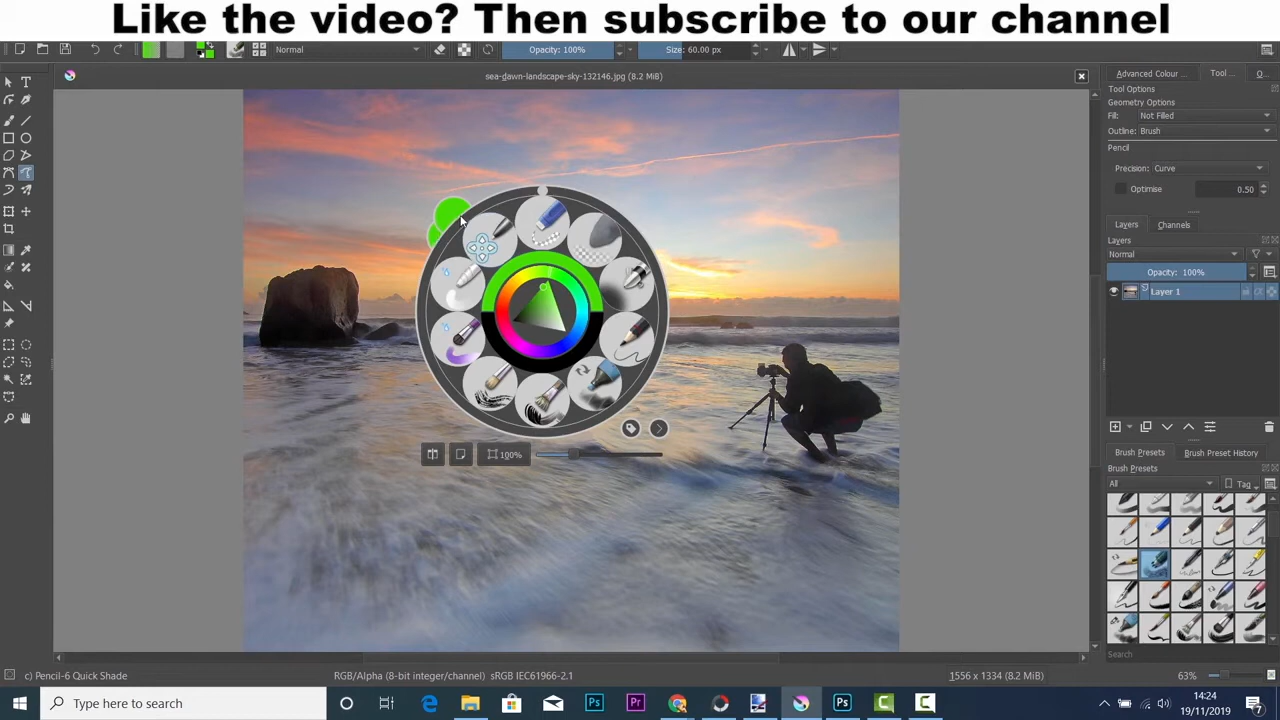 Like the video? Then subscribe to our channel
Normal
Opacity: 100%
Size: 60.00 px
sea-dawn-landscape-sky-132146.jpg (8.2 MiB)
Advanced Colour ...
Tool ...
O...
Tool Options
Geometry Options
Fill: Not Filled
Outline: Brush
Pencil
Precision: Curve
Optimise 0.50
Layers
Channels
Layers
Normal
Opacity: 100%
Layer 1
100%
Brush Presets
Brush Preset History
Brush Presets
All
Tag
Search
c) Pencil-6 Quick Shade
RGB/Alpha (8-bit integer/channel) sRGB IEC61966-2.1
1556 x 1334 (8.2 MiB)
63%
Type here to search
Ps
Pr
Ps
C
C
14:24
19/11/2019
7